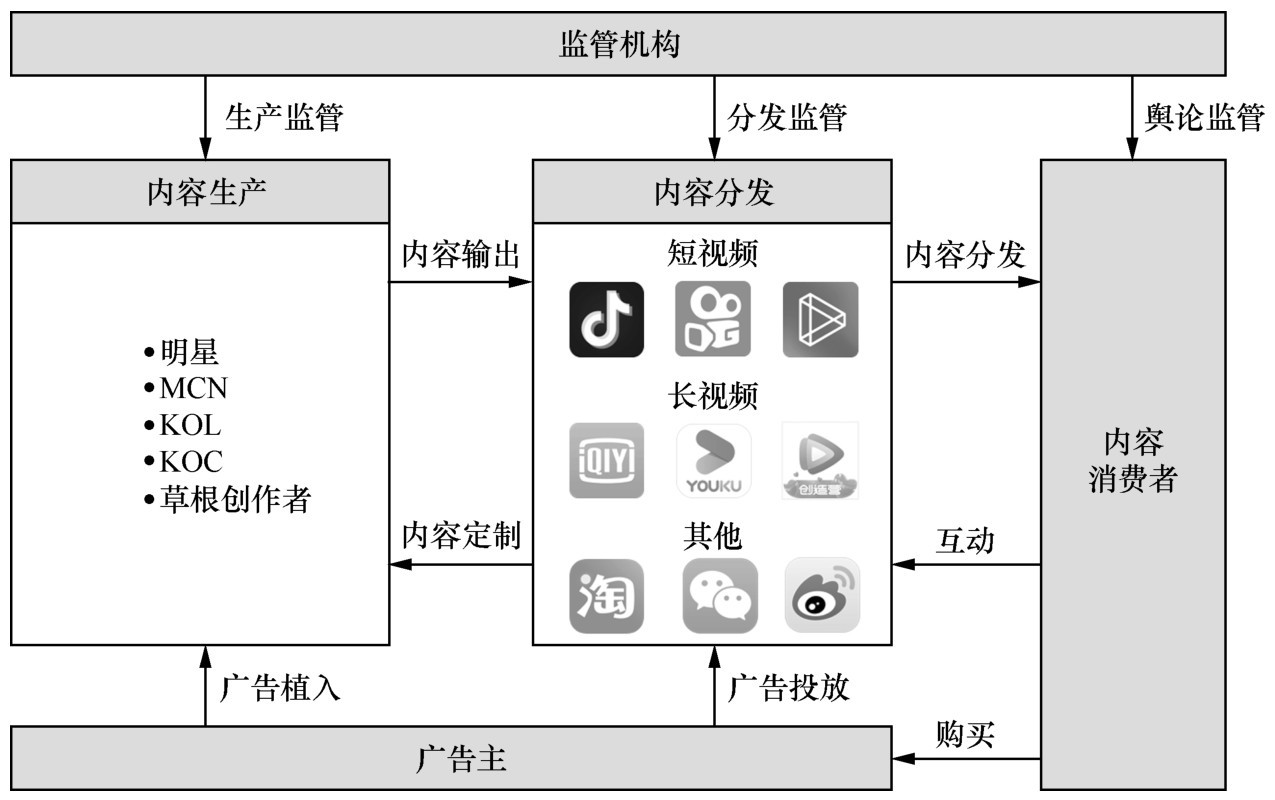 监管机构
生产监管
分发监管
舆论监管
内容生产
内容分发
内容输出
短视频
内容分发
•明星
•MCN
•KOL
•KOC
•草根创作者
长视频
iQIYI
YOUKU
创造营
内容
消费者
内容定制
其他
互动
淘
广告植入
广告投放
广告主
购买